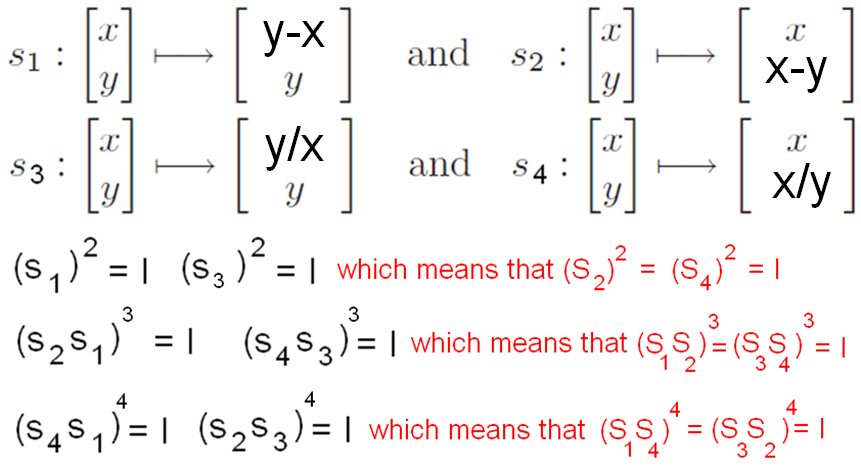 s₁ : [x y] ⟼ [y-x y] and s₂ : [x y] ⟼ [x x-y]
s₃ : [x y] ⟼ [y/x y] and s₄ : [x y] ⟼ [x x/y]
(s₁)² = I (s₃)² = I which means that (S₂)² = (S₄)² = I
(s₂s₁)³ = I (s₄s₃)³ = I which means that (S₁S₂)³ = (S₃S₄)³ = I
(s₄s₁)⁴ = I (s₂s₃)⁴ = I which means that (S₁S₄)⁴ = (S₃S₂)⁴ = I